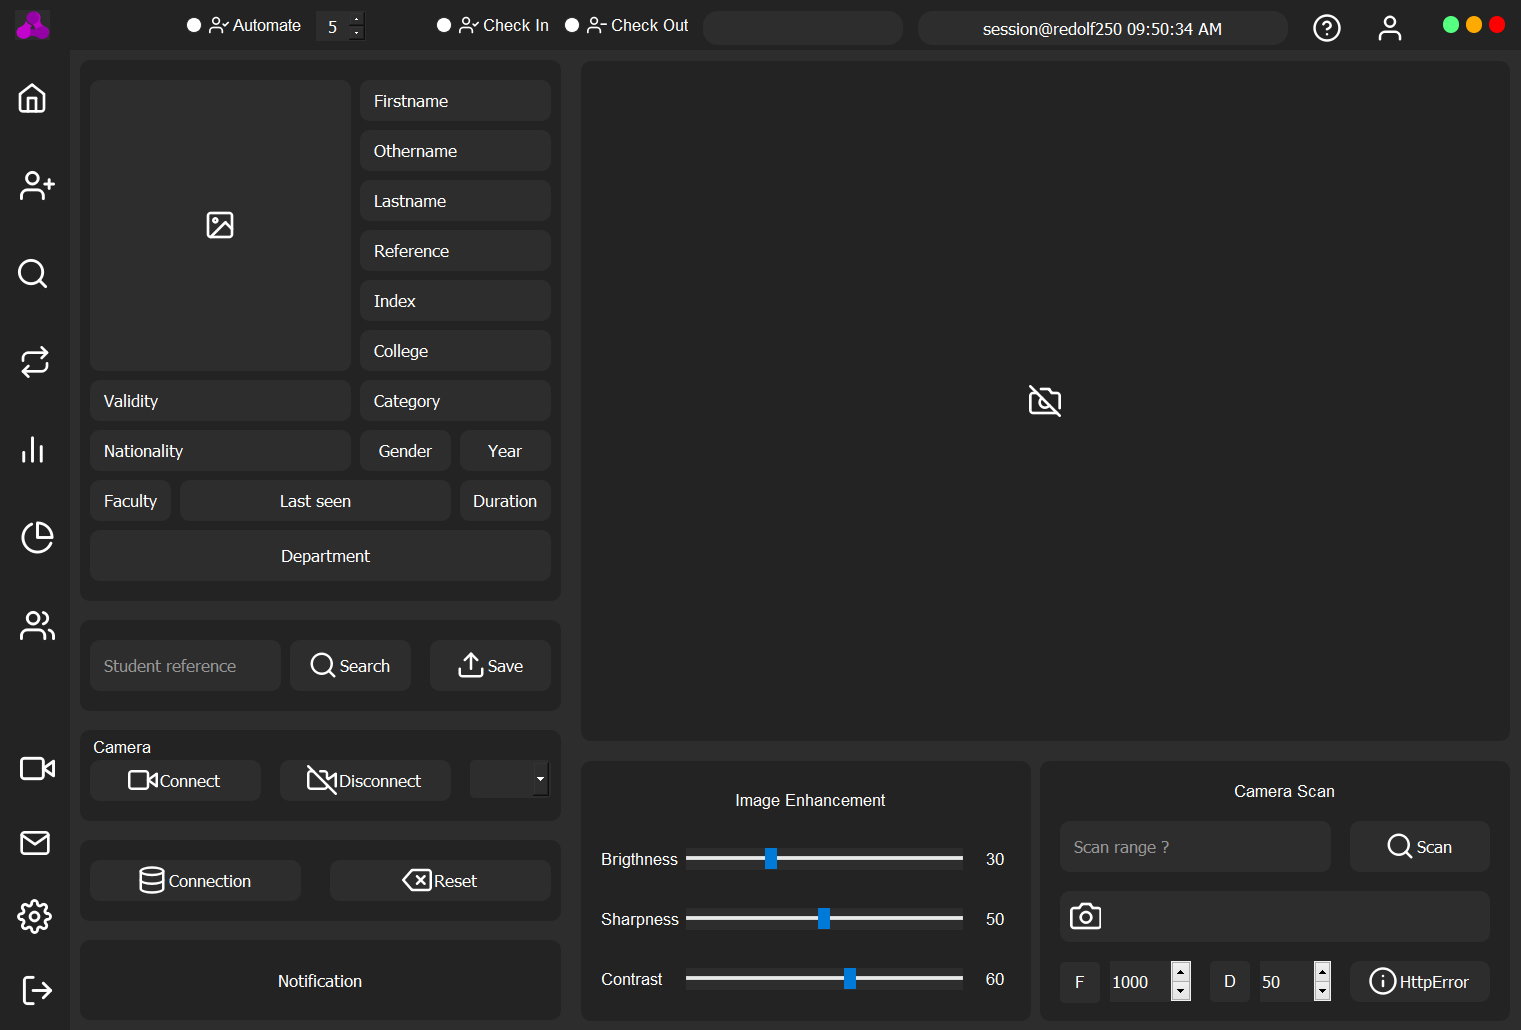 Automate
5
Check In
Check Out
session@redolf250 09:50:34 AM
Firstname
Othername
Lastname
Reference
Index
College
Validity
Category
Nationality
Gender
Year
Faculty
Last seen
Duration
Department
Student reference
Search
Save
Camera
Connect
Disconnect
Connection
Reset
Notification
Image Enhancement
Brigthness
30
Sharpness
50
Contrast
60
Camera Scan
Scan range ?
Scan
F
1000
D
50
HttpError